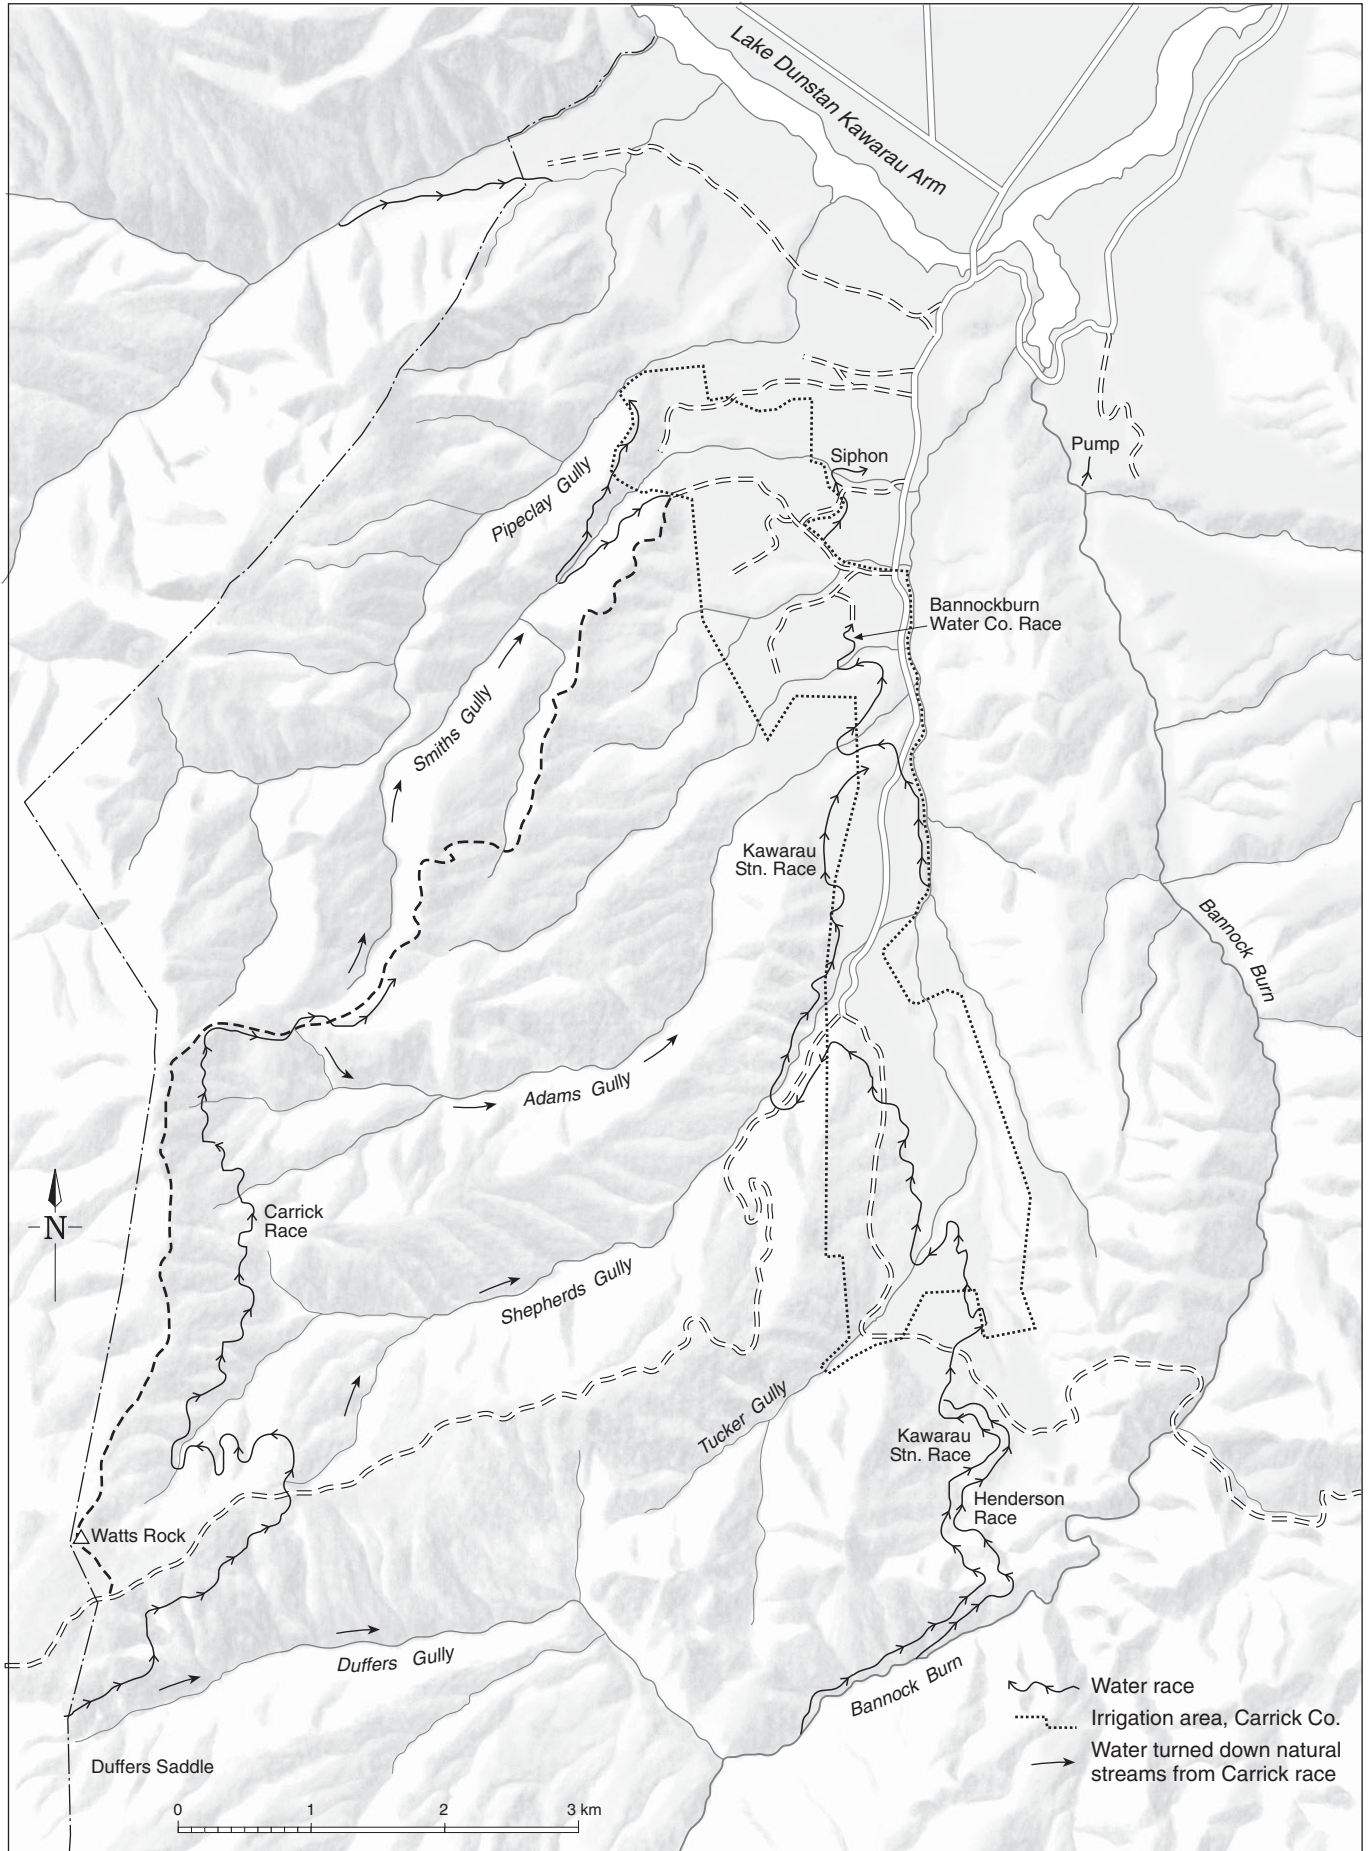 Lake Dunstan Kawarau Arm
Siphon
Pump
Pipeclay Gully
Bannockburn
Water Co. Race
Smiths Gully
Kawarau
Stn. Race
Bannock Burn
Adams Gully
N
Carrick
Race
Shepherds Gully
Tucker Gully
Kawarau
Stn. Race
Henderson
Race
Watts Rock
Duffers Gully
Bannock Burn
Water race
Irrigation area, Carrick Co.
Water turned down natural
streams from Carrick race
Duffers Saddle
0 1 2 3 km